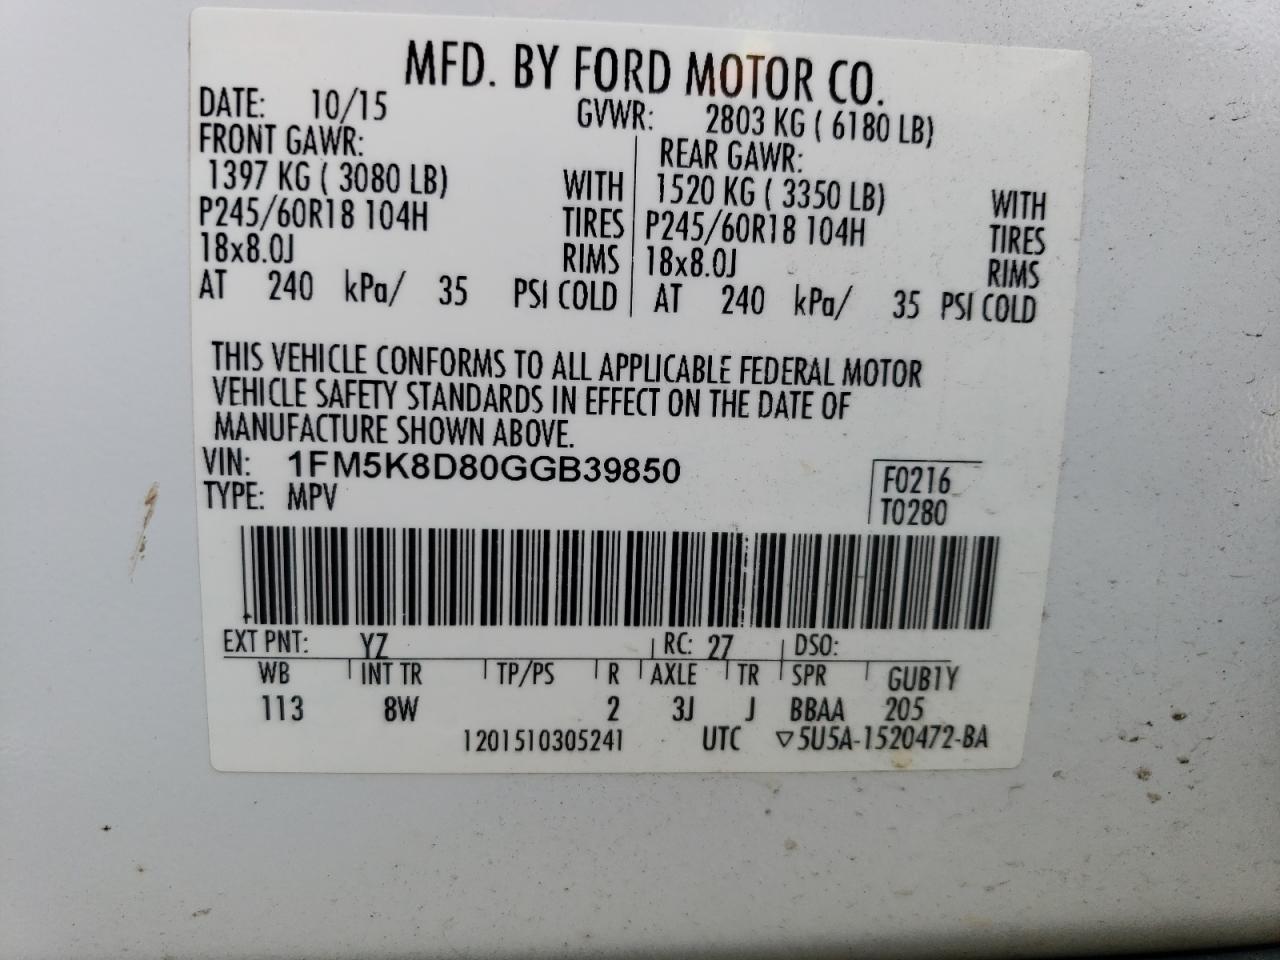 MFD. BY FORD MOTOR CO.
DATE: 10/15 GVWR: 2803 KG ( 6180 LB)
FRONT GAWR: REAR GAWR:
1397 KG ( 3080 LB) WITH 1520 KG ( 3350 LB) WITH
P245/60R18 104H TIRES P245/60R18 104H TIRES
18x8.0J RIMS 18x8.0J RIMS
AT 240 kPa/ 35 PSI COLD AT 240 kPa/ 35 PSI COLD
THIS VEHICLE CONFORMS TO ALL APPLICABLE FEDERAL MOTOR
VEHICLE SAFETY STANDARDS IN EFFECT ON THE DATE OF
MANUFACTURE SHOWN ABOVE.
VIN: 1FM5K8D80GGB39850 F0216
TYPE: MPV T0280
EXT PNT: YZ RC: 27 DSO:
WB INT TR TP/PS R AXLE TR SPR GUB1Y
113 8W 2 3J J BBAA 205
1201510305241 UTC ▽5U5A-1520472-BA